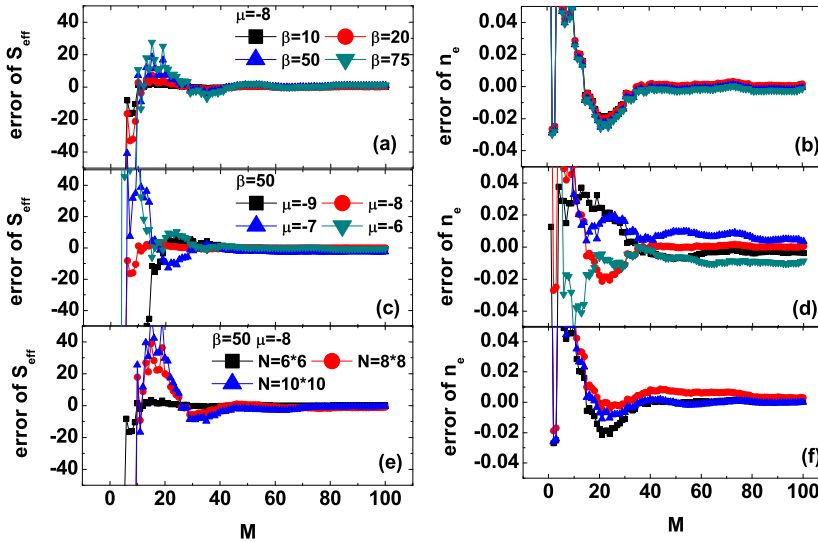 μ=-8
β=10 β=20
β=50 β=75
error of S_eff
40
20
0
-20
-40
(a)
error of n_e
0.04
0.02
0.00
-0.02
-0.04
(b)
β=50
μ=-9 μ=-8
μ=-7 μ=-6
error of S_eff
40
20
0
-20
-40
(c)
error of n_e
0.04
0.02
0.00
-0.02
-0.04
(d)
β=50 μ=-8
N=6*6 N=8*8
N=10*10
error of S_eff
40
20
0
-20
-40
(e)
0 20 40 60 80 100
M
error of n_e
0.04
0.02
0.00
-0.02
-0.04
(f)
0 20 40 60 80 100
M